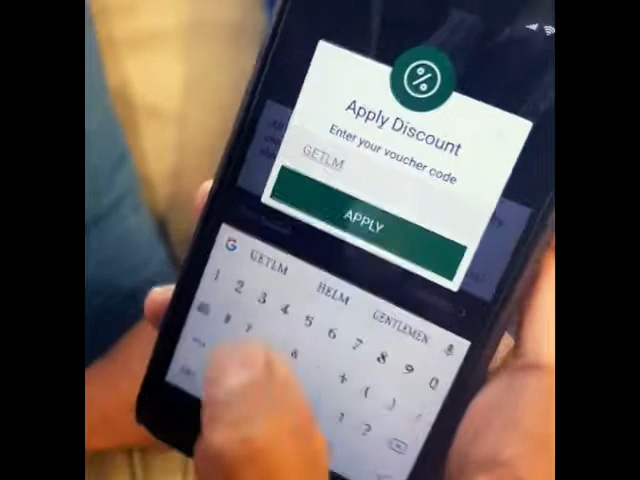 Apply Discount
Enter your voucher code
GETLM
APPLY
GETLM HELM GENTLEMEN
1 2 3 4 5 6 7 8 9 0
+ ( )
! ?